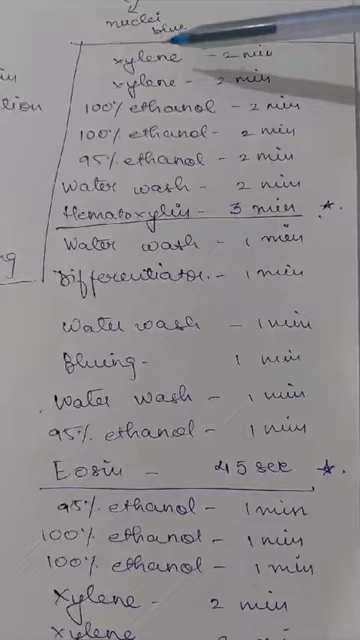 nuclei
blue
xylene - 2 min
xylene - 2 min
100% ethanol - 2 min
100% ethanol - 2 min
95% ethanol - 2 min
Water wash - 2 min
Hematoxylin - 3 min *.
Water wash - 1 min
Differentiator. - 1 min
Water wash - 1 min
Bluing - 1 min
Water wash - 1 min
95% ethanol - 1 min
Eosin - 45 sec *.
95% ethanol - 1 min
100% ethanol - 1 min
100% ethanol - 1 min
Xylene - 2 min
xylene